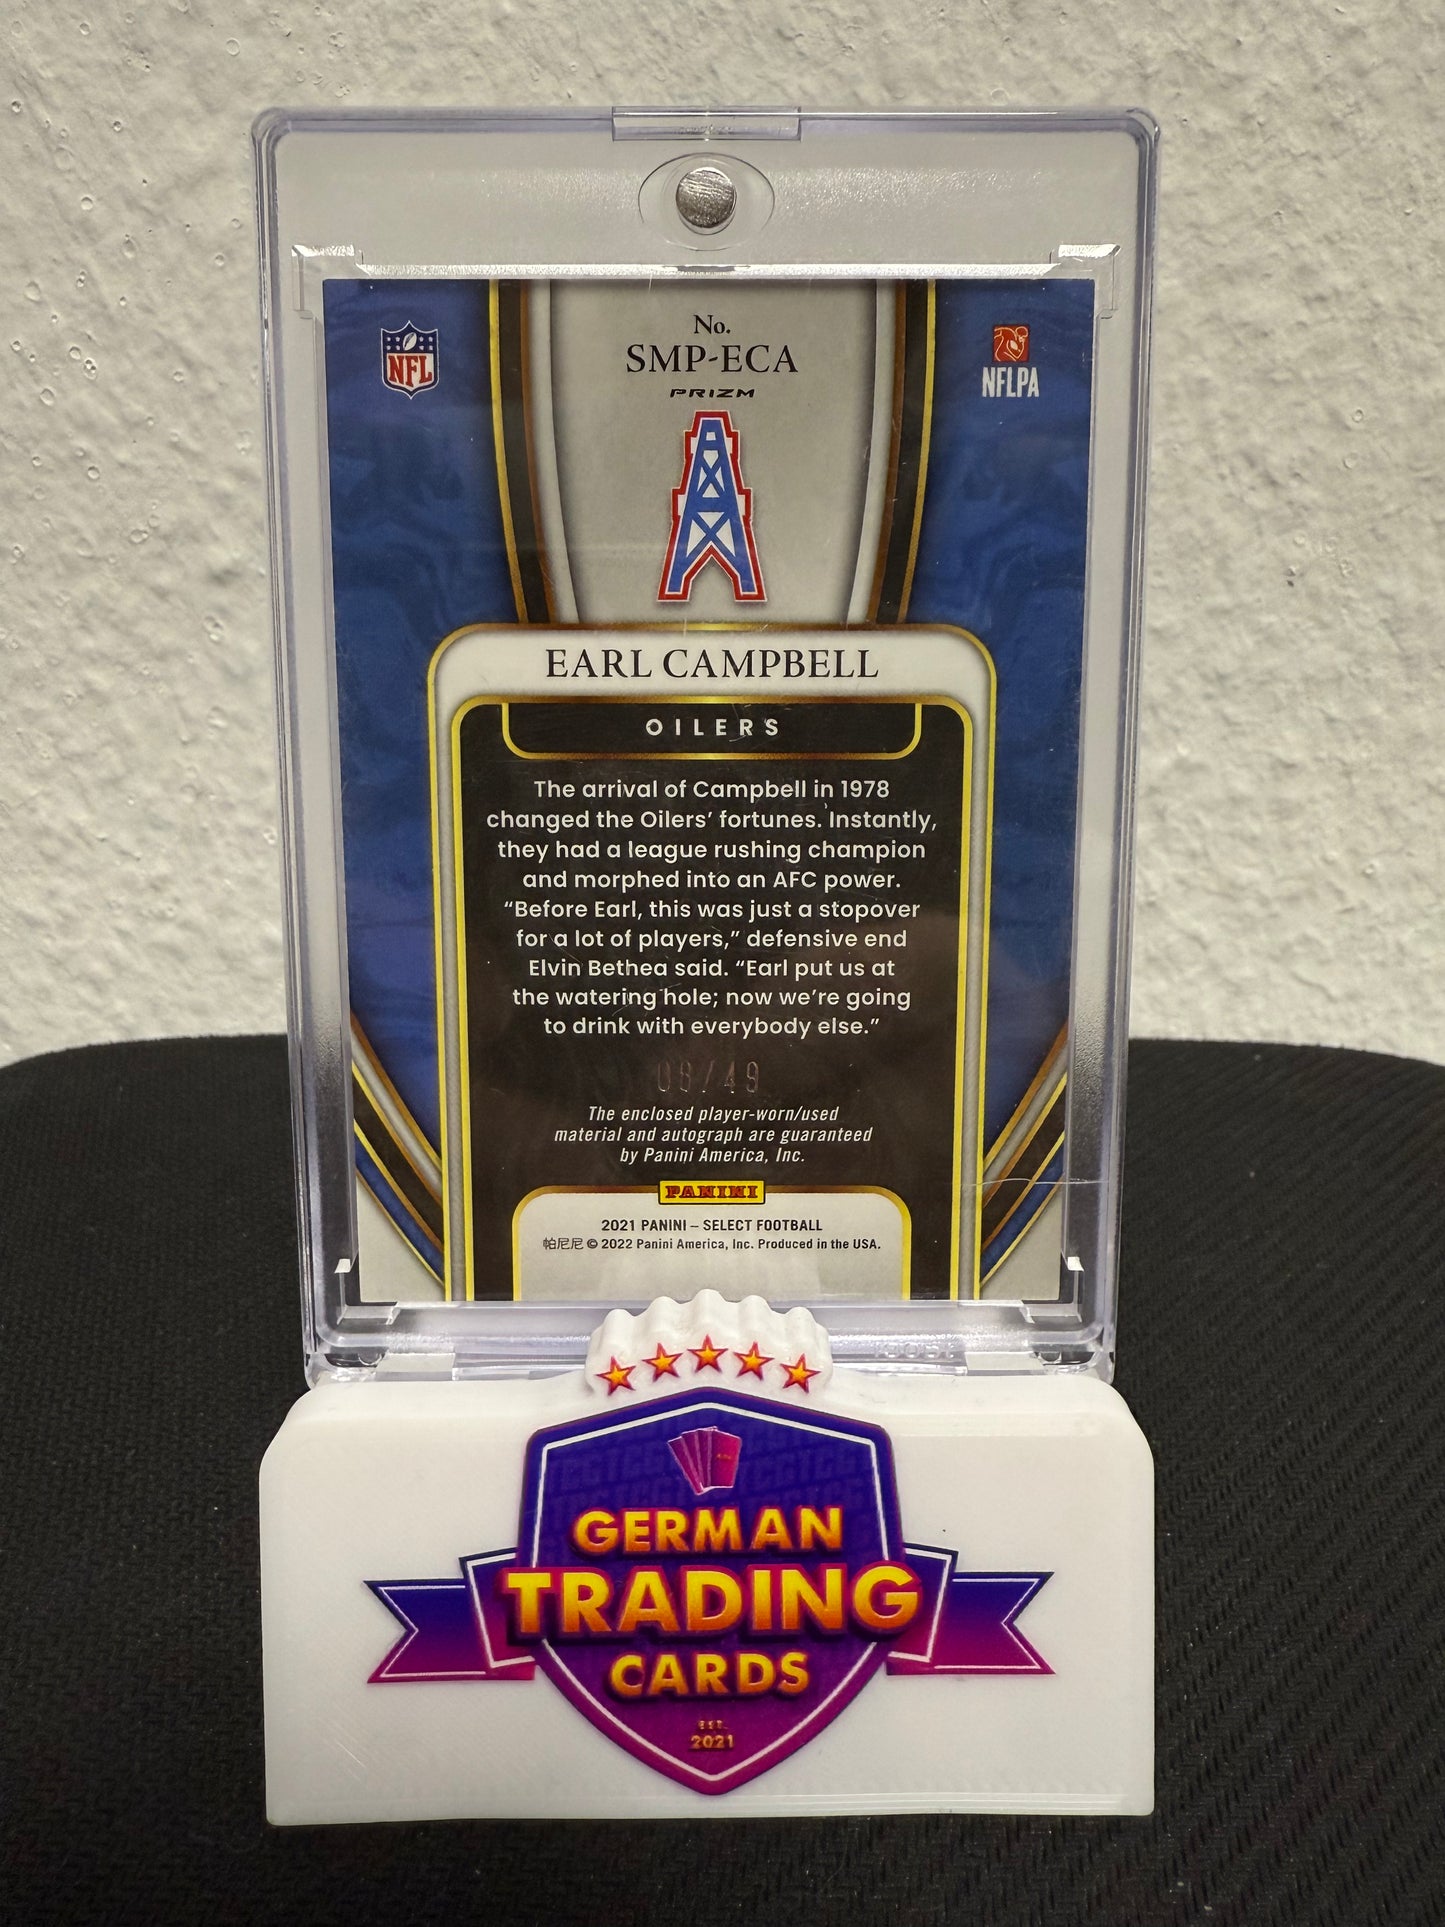 No.
SMP-ECA
PRIZM
NFL
NFLPA
EARL CAMPBELL
OILERS
The arrival of Campbell in 1978
changed the Oilers' fortunes. Instantly,
they had a league rushing champion
and morphed into an AFC power.
“Before Earl, this was just a stopover
for a lot of players,” defensive end
Elvin Bethea said. “Earl put us at
the watering hole; now we're going
to drink with everybody else.”
The enclosed player-worn/used
material and autograph are guaranteed
by Panini America, Inc.
PANINI
2021 PANINI – SELECT FOOTBALL
帕尼尼 © 2022 Panini America, Inc. Produced in the USA.
GERMAN
TRADING
CARDS
EST.
2021